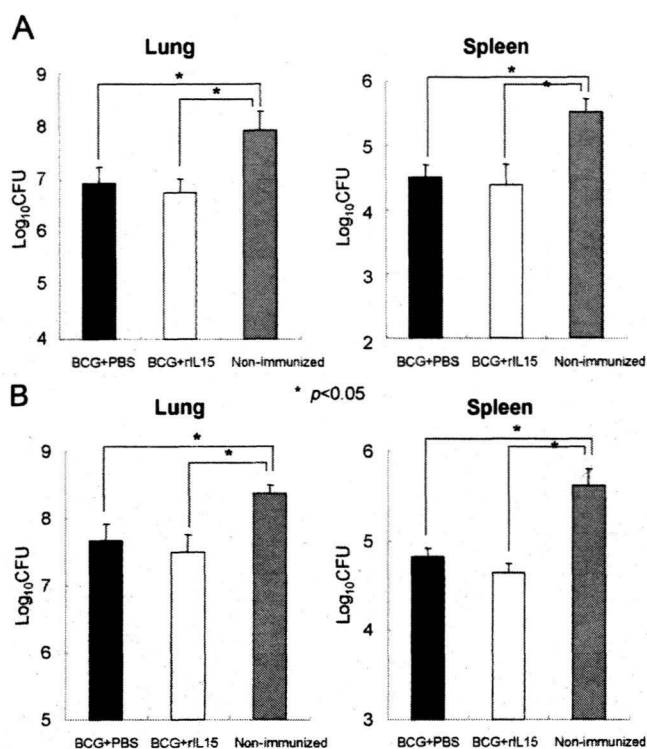 A
Lung
Spleen
9
8
7
6
5
4
Log10CFU
*
*
BCG+PBS
BCG+rIL15
Non-immunized
6
5
4
3
2
Log10CFU
*
*
BCG+PBS
BCG+rIL15
Non-immunized
* p<0.05
B
Lung
Spleen
9
8
7
6
5
Log10CFU
*
*
BCG+PBS
BCG+rIL15
Non-immunized
6
5
4
3
Log10CFU
*
*
BCG+PBS
BCG+rIL15
Non-immunized